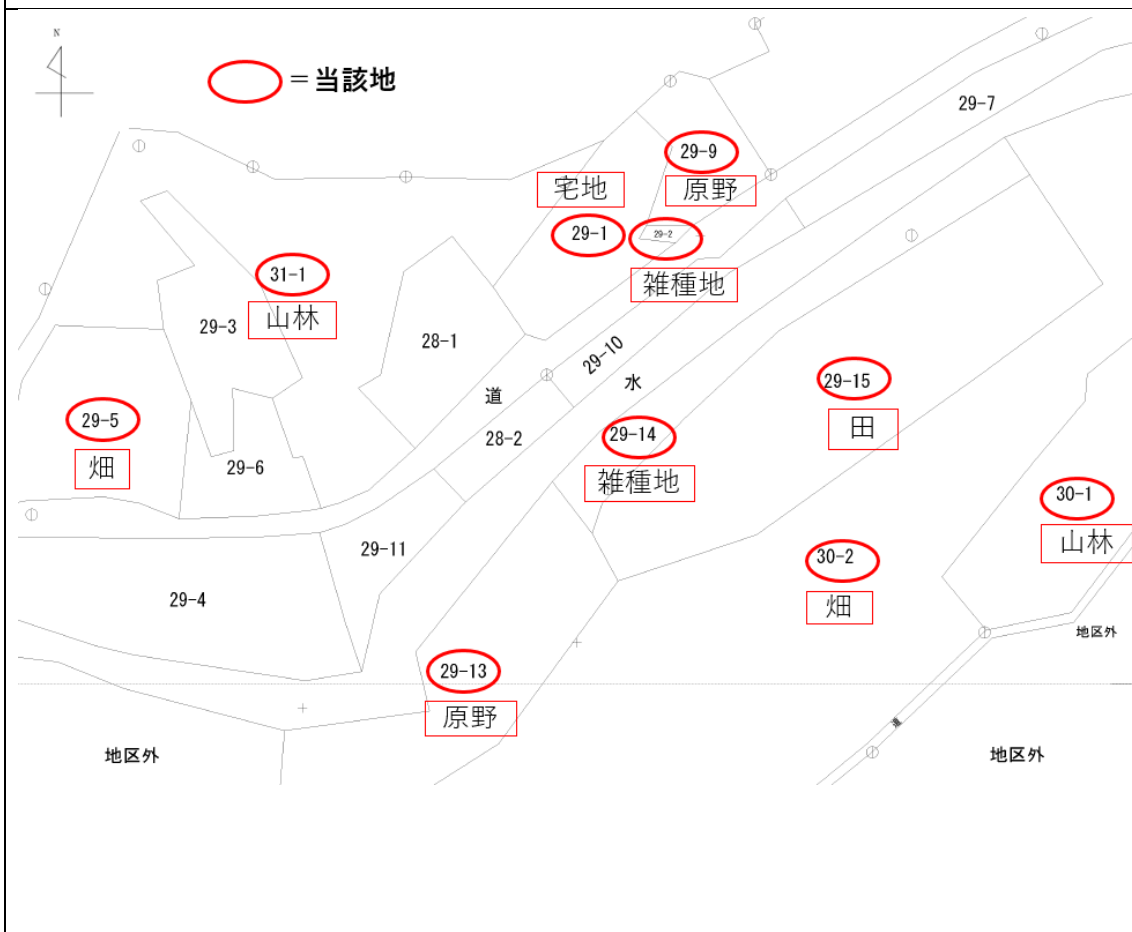 N
=当該地
29-7
29-9
宅地
原野
29-1
29-2
雑種地
31-1
山林
29-3
28-1
29-10
道
水
29-15
田
29-5
畑
28-2
29-14
雑種地
29-6
30-1
山林
29-11
30-2
畑
29-4
地区外
29-13
原野
地区外
地区外